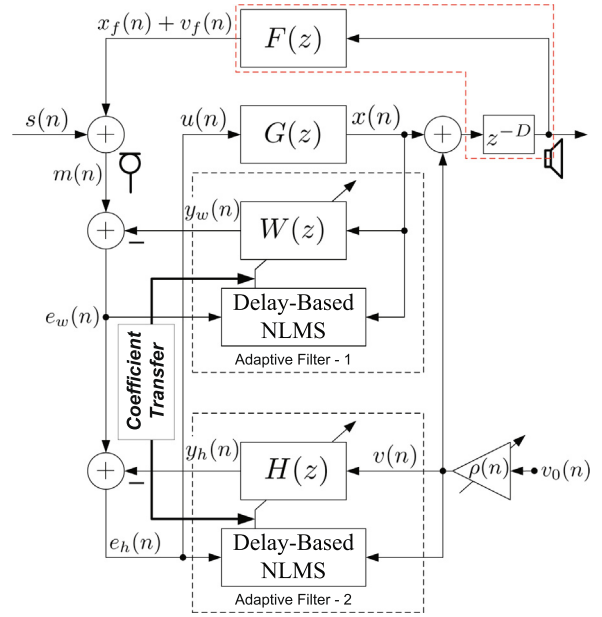 x_f(n) + v_f(n)
F(z)
s(n)
u(n)
G(z)
x(n)
z^{-D}
m(n)
y_w(n)
W(z)
e_w(n)
Delay-Based
NLMS
Adaptive Filter - 1
Coefficient
Transfer
y_h(n)
H(z)
v(n)
ρ(n)
v_0(n)
e_h(n)
Delay-Based
NLMS
Adaptive Filter - 2